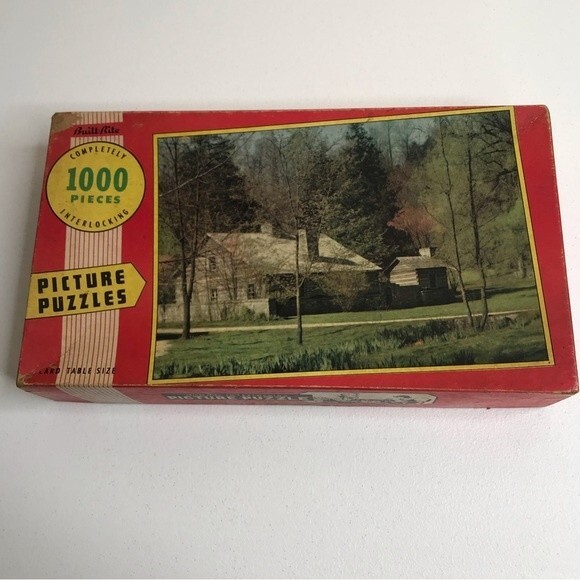 Built-Rite
COMPLETELY
1000
PIECES
INTERLOCKING
PICTURE
PUZZLES
TABLE SIZE
PICTURE PUZZLE